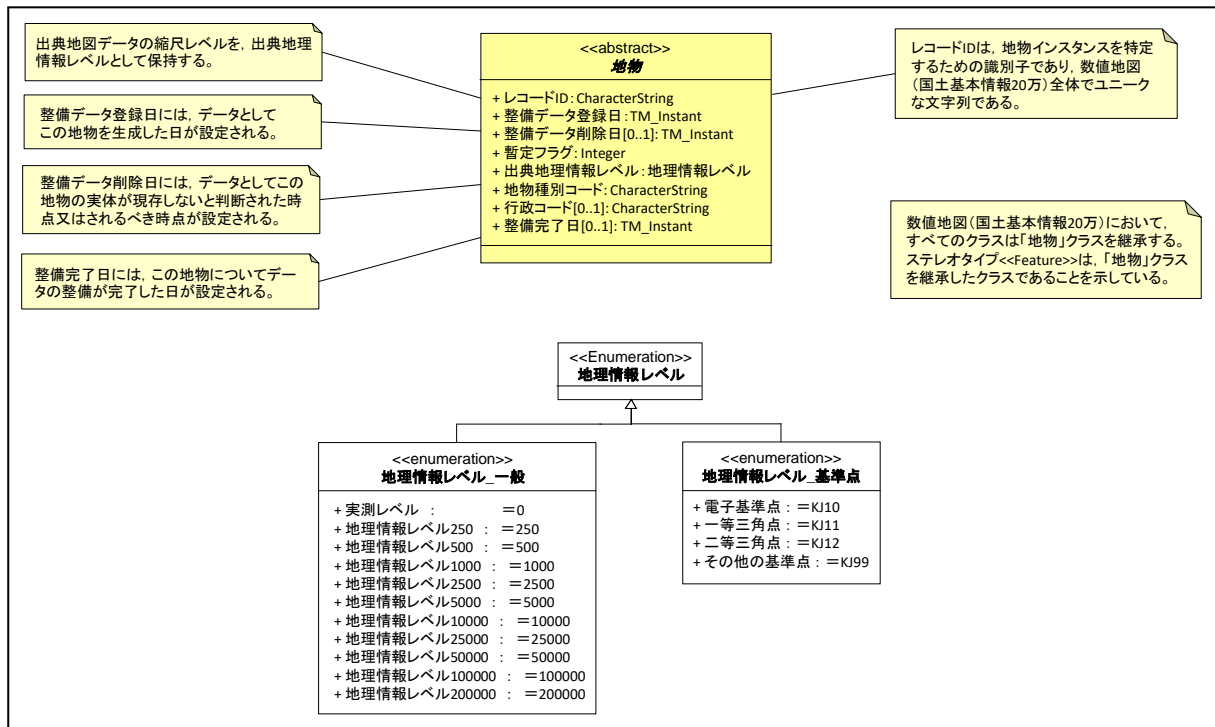 出典地図データの縮尺レベルを，出典地理
情報レベルとして保持する。
整備データ登録日には，データとして
この地物を生成した日が設定される。
整備データ削除日には，データとしてこの
地物の実体が現存しないと判断された時
点又はされるべき時点が設定される。
整備完了日には，この地物についてデー
タの整備が完了した日が設定される。
<<abstract>>
地物
+ レコードID：CharacterString
+ 整備データ登録日：TM_Instant
+ 整備データ削除日[0..1]：TM_Instant
+ 暫定フラグ：Integer
+ 出典地理情報レベル：地理情報レベル
+ 地物種別コード：CharacterString
+ 行政コード[0..1]：CharacterString
+ 整備完了日[0..1]：TM_Instant
レコードIDは，地物インスタンスを特定
するための識別子であり，数値地図
（国土基本情報20万）全体でユニーク
な文字列である。
数値地図（国土基本情報20万）において，
すべてのクラスは「地物」クラスを継承する。
ステレオタイプ<<Feature>>は，「地物」クラス
を継承したクラスであることを示している。
<<Enumeration>>
地理情報レベル
<<enumeration>>
地理情報レベル_一般
+ 実測レベル ： ＝0
+ 地理情報レベル250 ： ＝250
+ 地理情報レベル500 ： ＝500
+ 地理情報レベル1000 ： ＝1000
+ 地理情報レベル2500 ： ＝2500
+ 地理情報レベル5000 ： ＝5000
+ 地理情報レベル10000 ： ＝10000
+ 地理情報レベル25000 ： ＝25000
+ 地理情報レベル50000 ： ＝50000
+ 地理情報レベル100000 ： ＝100000
+ 地理情報レベル200000 ： ＝200000
<<enumeration>>
地理情報レベル_基準点
+ 電子基準点 ： ＝KJ10
+ 一等三角点 ： ＝KJ11
+ 二等三角点 ： ＝KJ12
+ その他の基準点 ： ＝KJ99